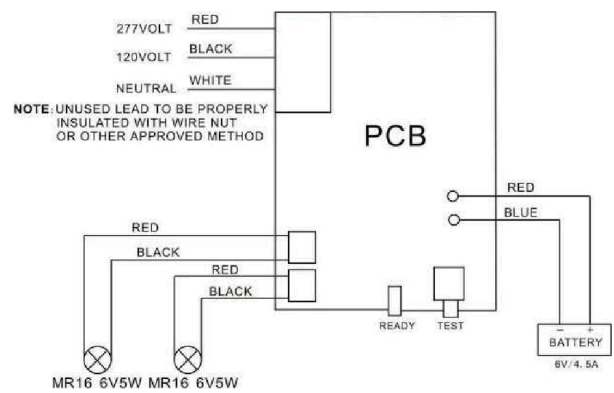 277VOLT RED
120VOLT BLACK
NEUTRAL WHITE
NOTE:UNUSED LEAD TO BE PROPERLY
INSULATED WITH WIRE NUT
OR OTHER APPROVED METHOD
PCB
RED
BLUE
RED
BLACK
RED
BLACK
READY TEST
- +
BATTERY
6V/4.5A
MR16 6V5W MR16 6V5W